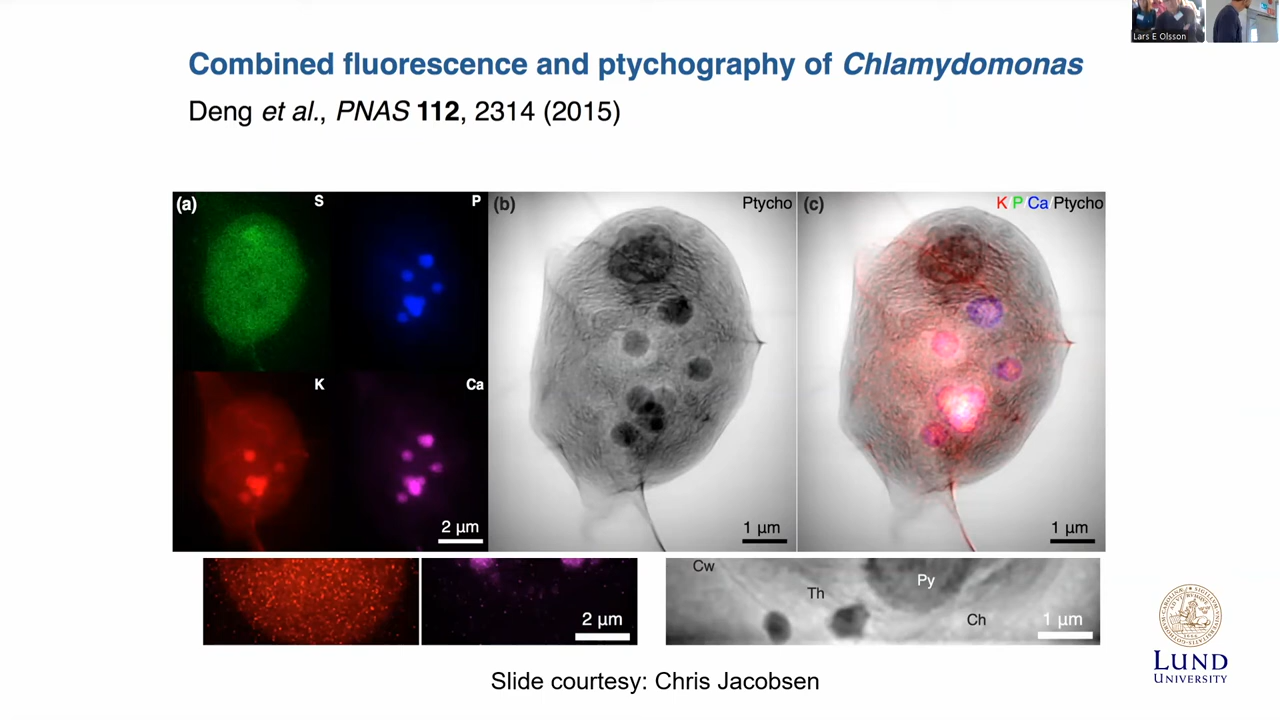 Lars E Olsson
Combined fluorescence and ptychography of Chlamydomonas
Deng et al., PNAS 112, 2314 (2015)
(a) S P
K Ca
2 µm
(b) Ptycho
1 µm
(c) K P Ca Ptycho
1 µm
2 µm
Cw
Th
Py
Ch
1 µm
Slide courtesy: Chris Jacobsen
LUND
UNIVERSITY